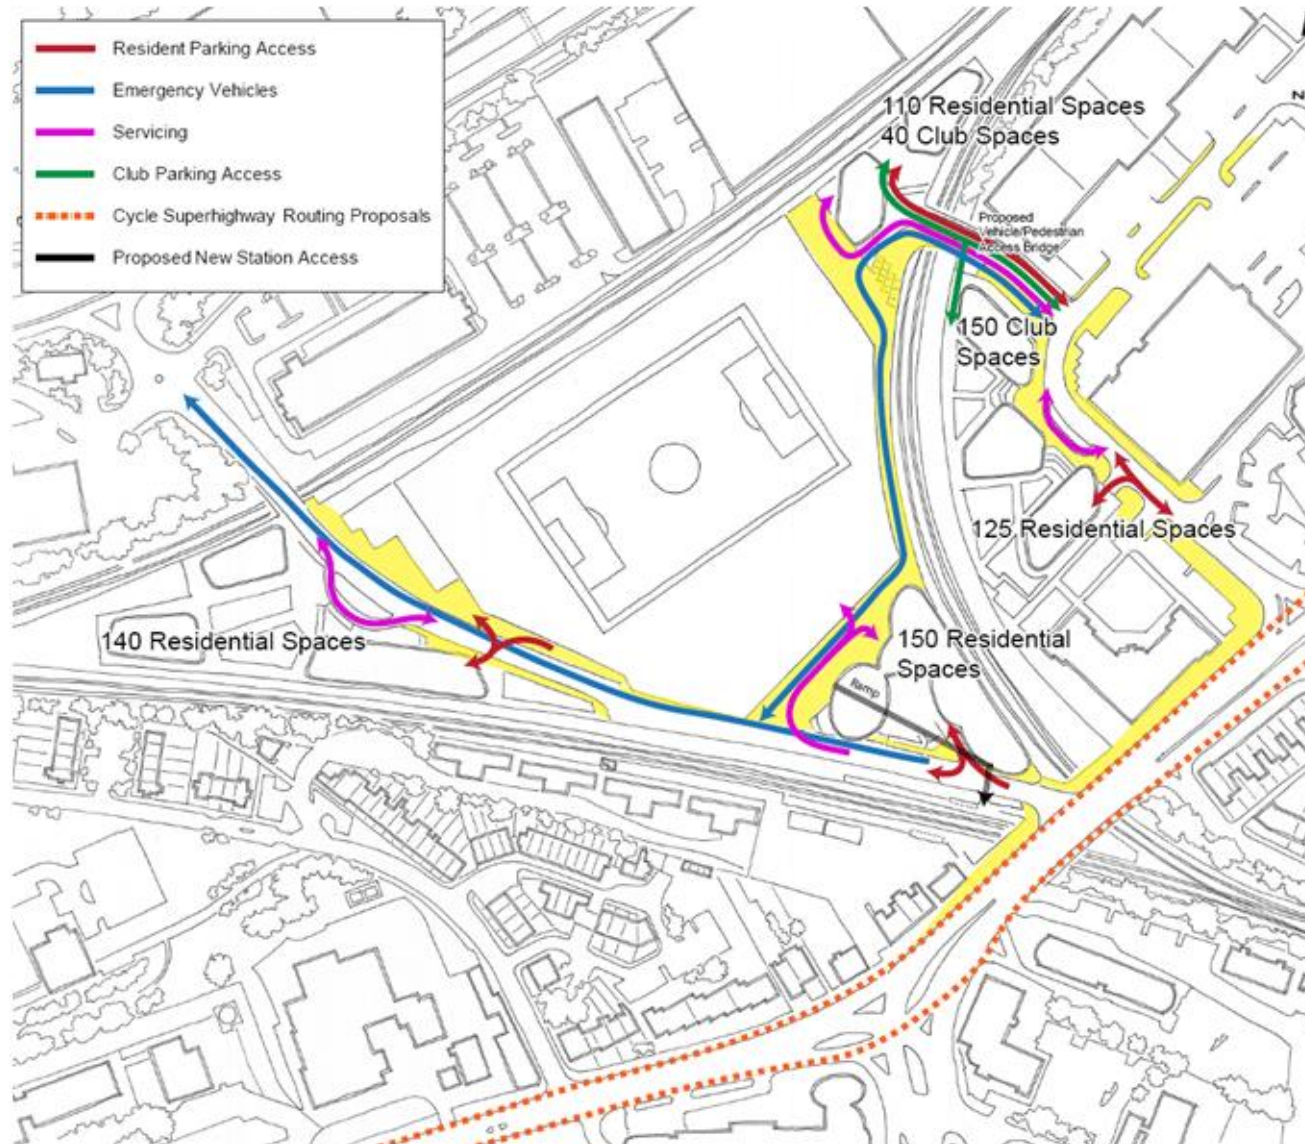 Resident Parking Access
Emergency Vehicles
Servicing
Club Parking Access
Cycle Superhighway Routing Proposals
Proposed New Station Access
110 Residential Spaces
40 Club Spaces
Z
Proposed
Vehicle/Pedestrian
Access Bridge
150 Club
Spaces
125 Residential Spaces
140 Residential Spaces
150 Residential
Spaces
Ramp